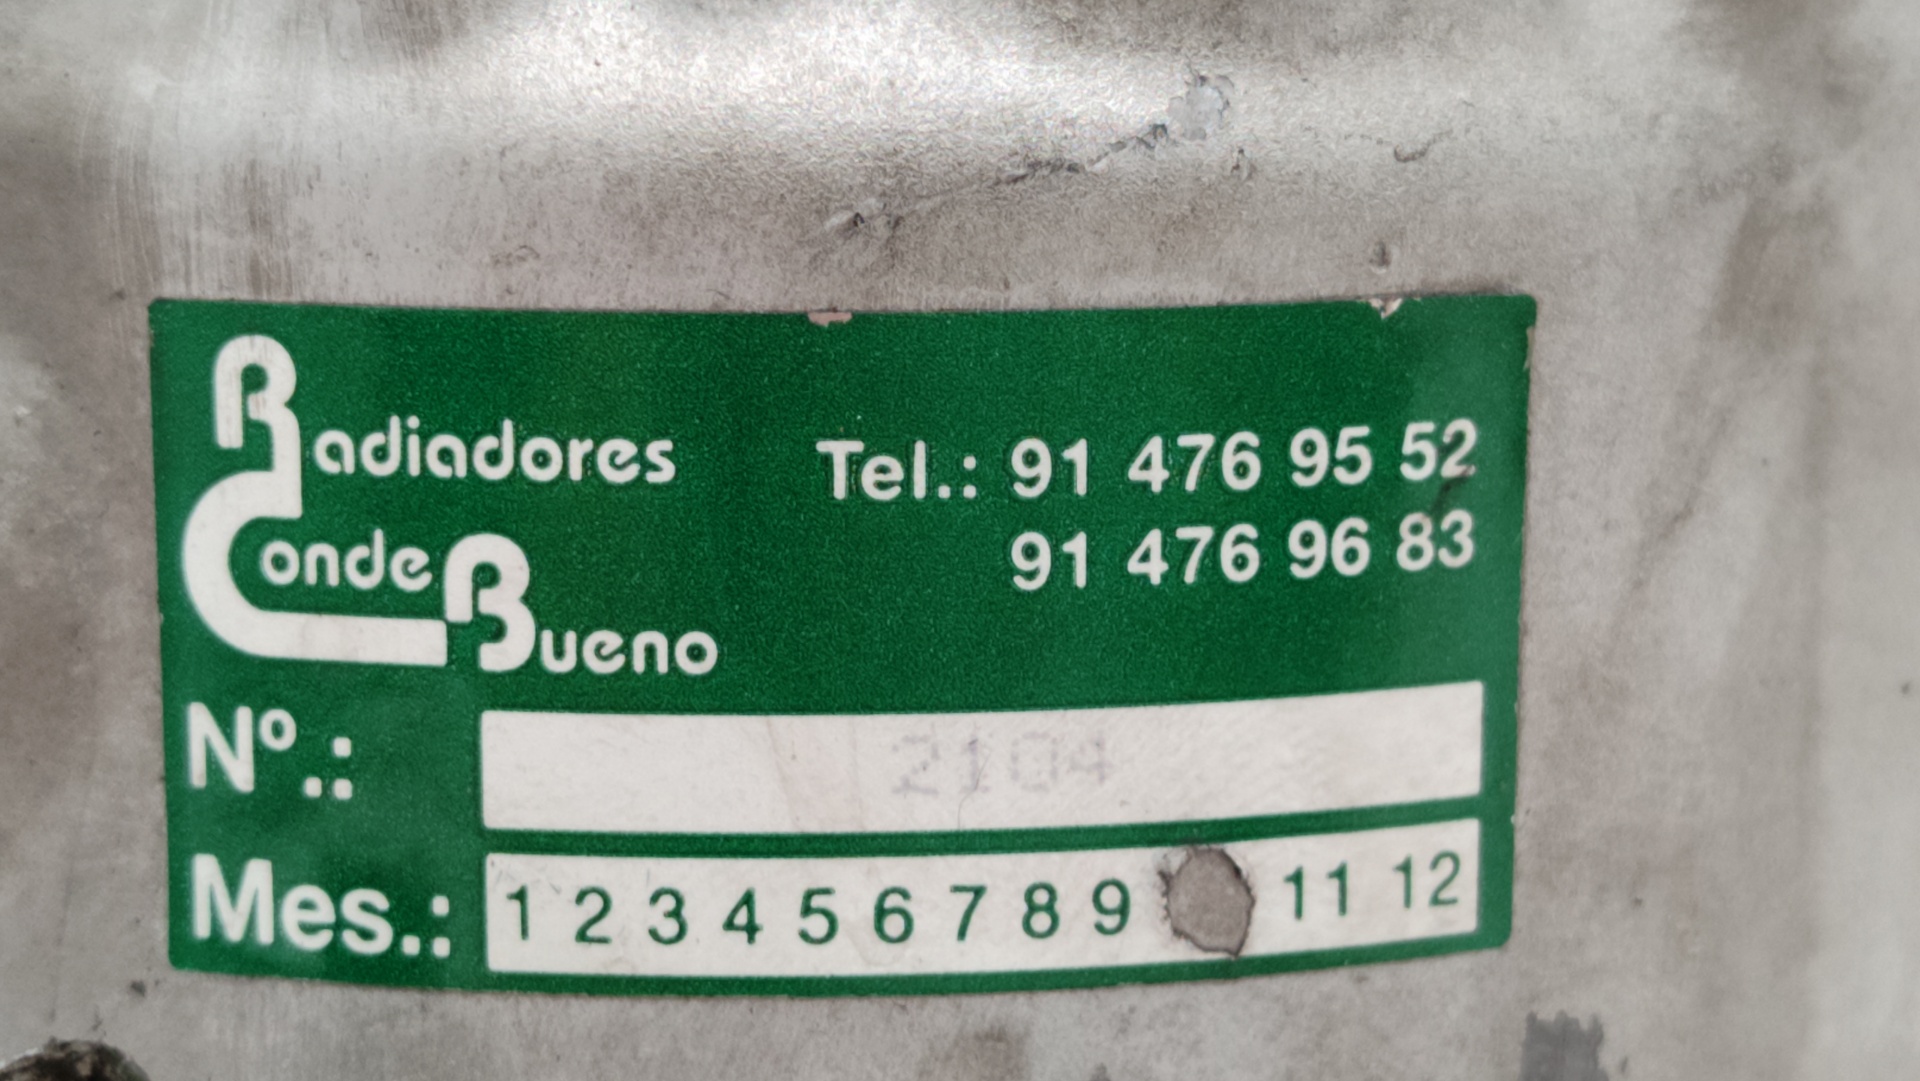 Radiadores
Conde Bueno
Tel.: 91 476 95 52
91 476 96 83
Nº.: 2104
Mes.: 1 2 3 4 5 6 7 8 9 11 12